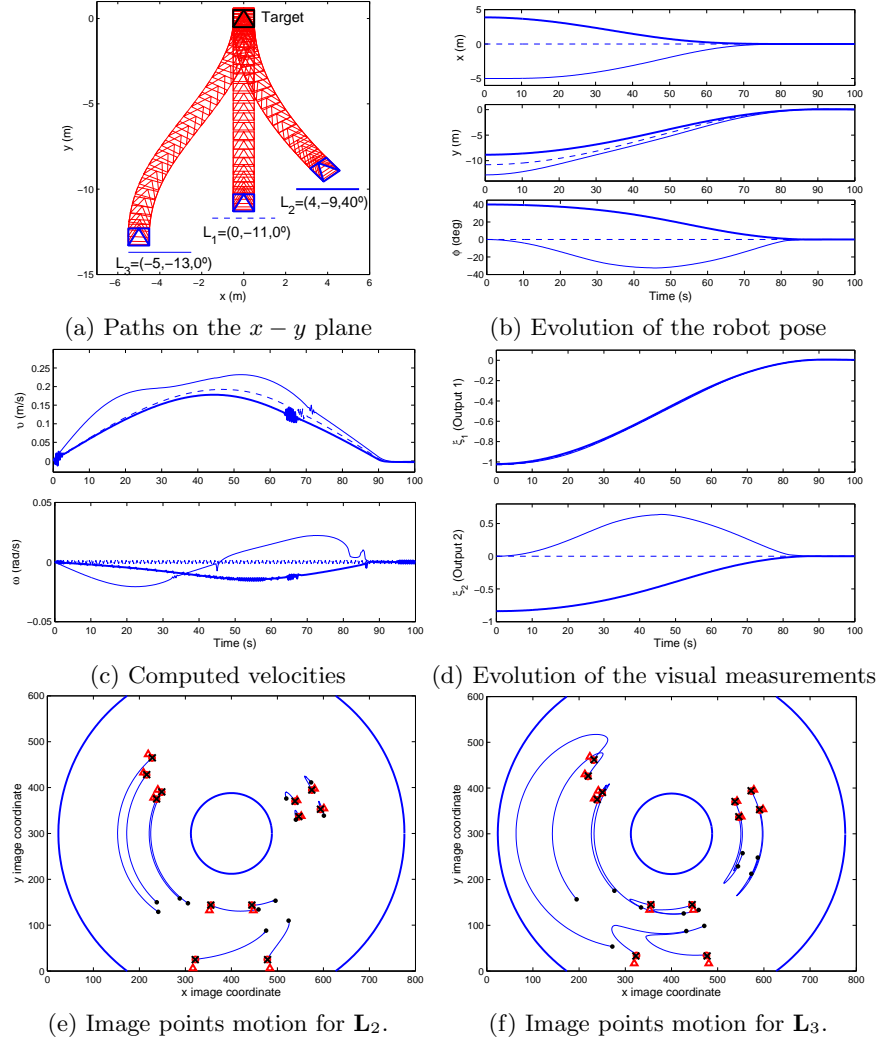 Target
0
−5
−10
−15
y (m)
−6
−4
−2
0
2
4
6
x (m)
L1=(0,−11,0º)
L2=(4,−9,40º)
L3=(−5,−13,0º)
(a) Paths on the x − y plane
x (m)
5
0
−5
0 10 20 30 40 50 60 70 80 90 100
y (m)
0
−5
−10
0 10 20 30 40 50 60 70 80 90 100
ϕ (deg)
40
20
0
−20
−40
0 10 20 30 40 50 60 70 80 90 100
Time (s)
(b) Evolution of the robot pose
υ (m/s)
0.25
0.2
0.15
0.1
0.05
0
0 10 20 30 40 50 60 70 80 90 100
ω (rad/s)
0.05
0
−0.05
0 10 20 30 40 50 60 70 80 90 100
Time (s)
(c) Computed velocities
ξ1 (Output 1)
0
−0.2
−0.4
−0.6
−0.8
−1
0 10 20 30 40 50 60 70 80 90 100
ξ2 (Output 2)
0.5
0
−0.5
−1
0 10 20 30 40 50 60 70 80 90 100
Time (s)
(d) Evolution of the visual measurements
y image coordinate
600
500
400
300
200
100
0
0 100 200 300 400 500 600 700 800
x image coordinate
(e) Image points motion for L2.
y image coordinate
600
500
400
300
200
100
0
0 100 200 300 400 500 600 700 800
x image coordinate
(f) Image points motion for L3.